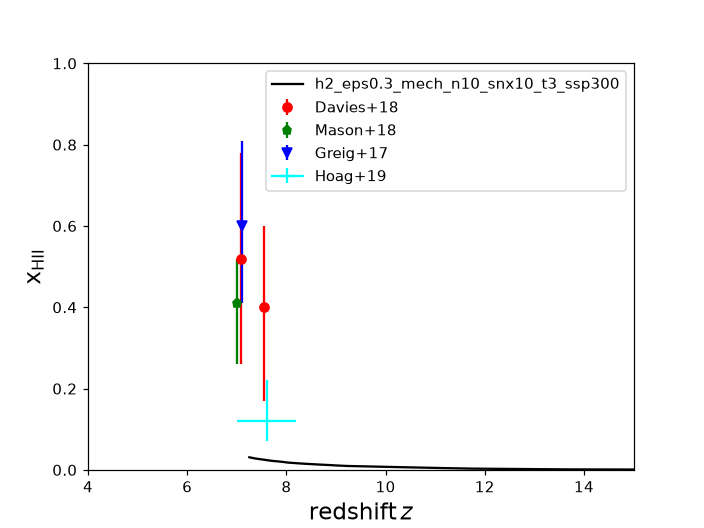 1.0
0.8
0.6
0.4
0.2
0.0
xHII
h2_eps0.3_mech_n10_snx10_t3_ssp300
Davies+18
Mason+18
Greig+17
Hoag+19
4 6 8 10 12 14
redshift z